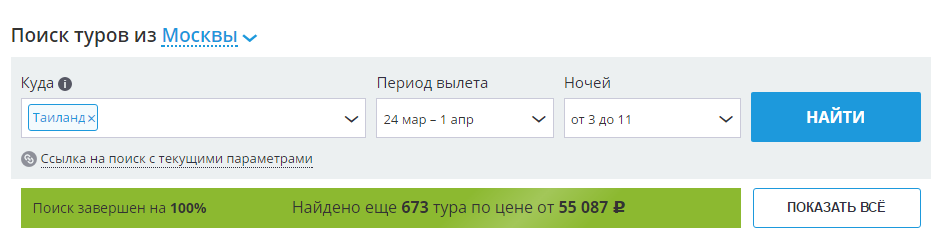 Поиск туров из Москвы
Куда Период вылета Ночей
Таиланд× 24 мар – 1 апр от 3 до 11 НАЙТИ
Ссылка на поиск с текущими параметрами
Поиск завершен на 100% Найдено еще 673 тура по цене от 55 087 ₽ ПОКАЗАТЬ ВСЁ